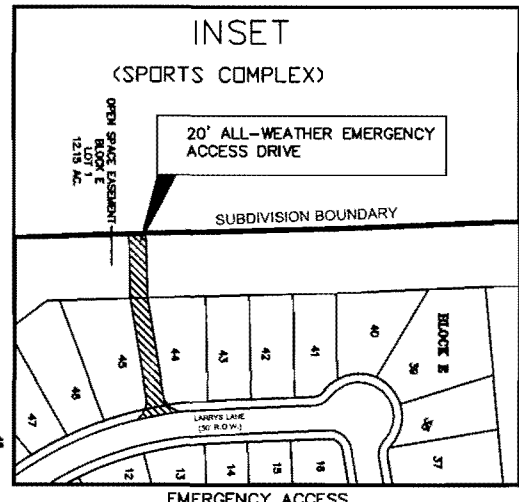 INSET
(SPORTS COMPLEX)
OPEN SPACE EASEMENT
BLOCK E
LOT 1
12.15 AC.
20' ALL-WEATHER EMERGENCY
ACCESS DRIVE
SUBDIVISION BOUNDARY
BLOCK E
47
46
45
44
43
42
41
40
39
38
37
LARRYS LANE
(50' R.O.W.)
12
13
14
15
16
EMERGENCY ACCESS